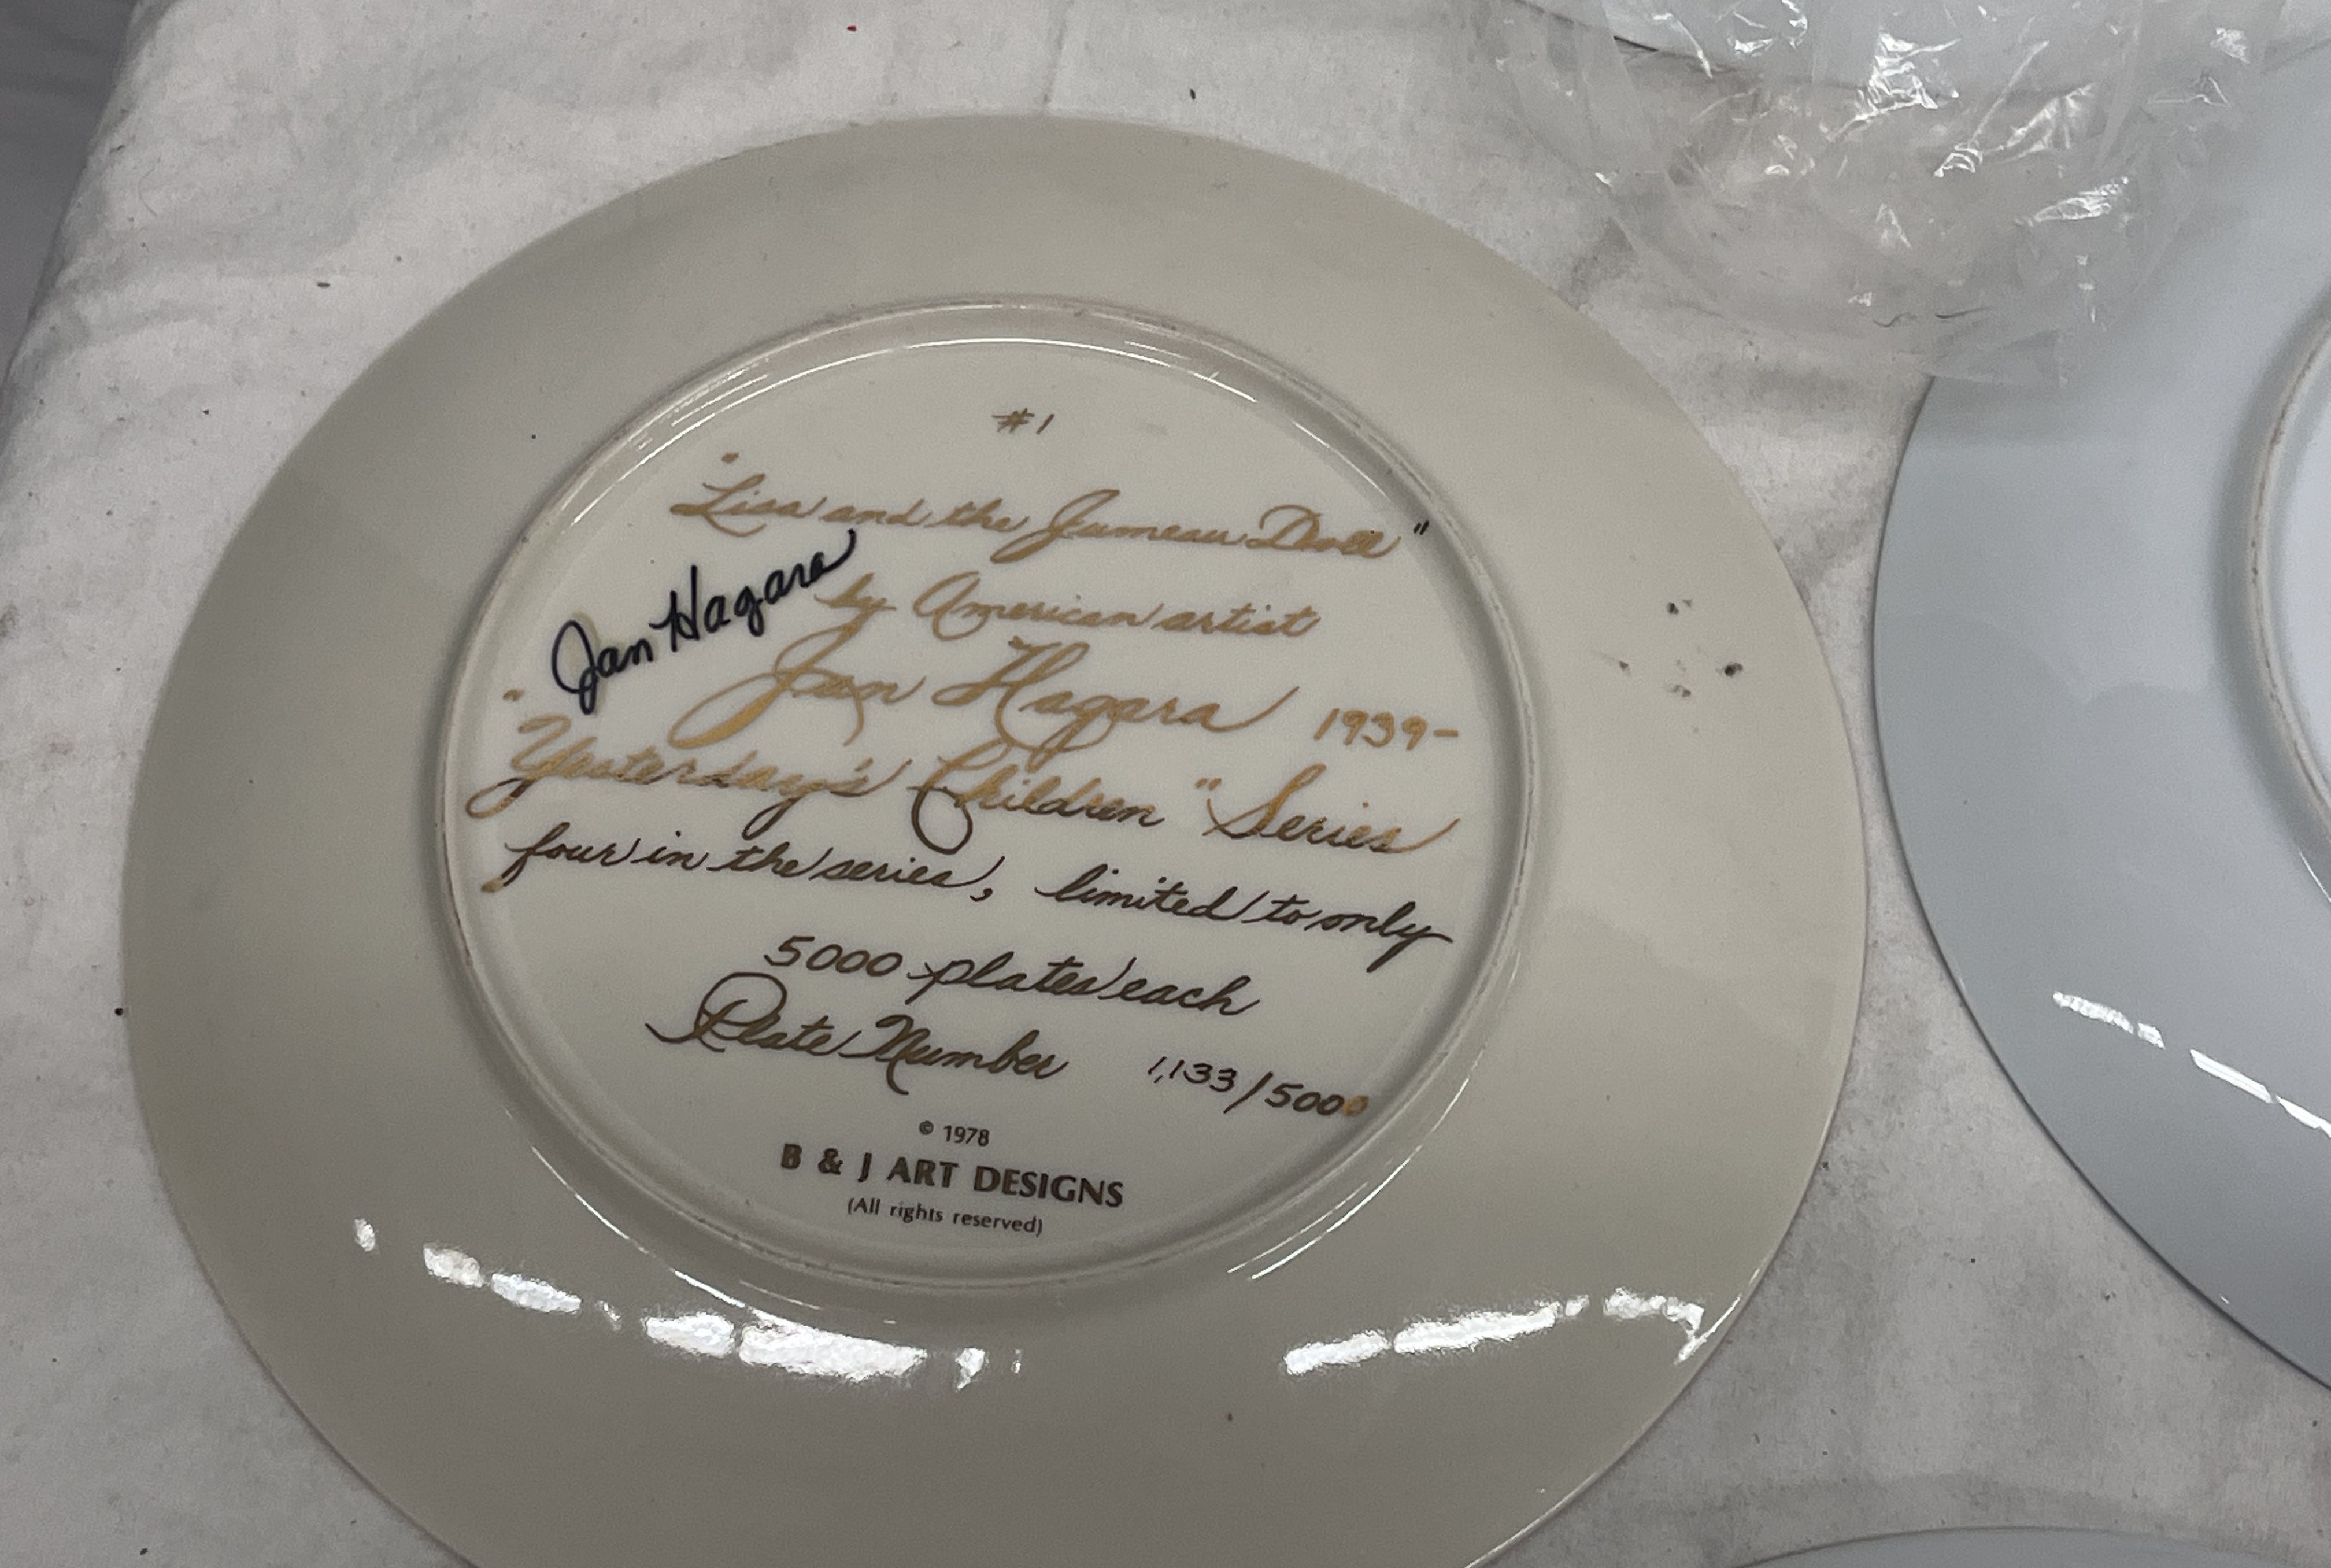 #1
"Lisa and the Jumeau Doll"
Jan Hagara
by American artist
Jan Hagara 1939-
"Yesterday's Children" Series
four in the series, limited to only
5000 plates each
Plate Number 1,133/5000
© 1978
B & J ART DESIGNS
(All rights reserved)